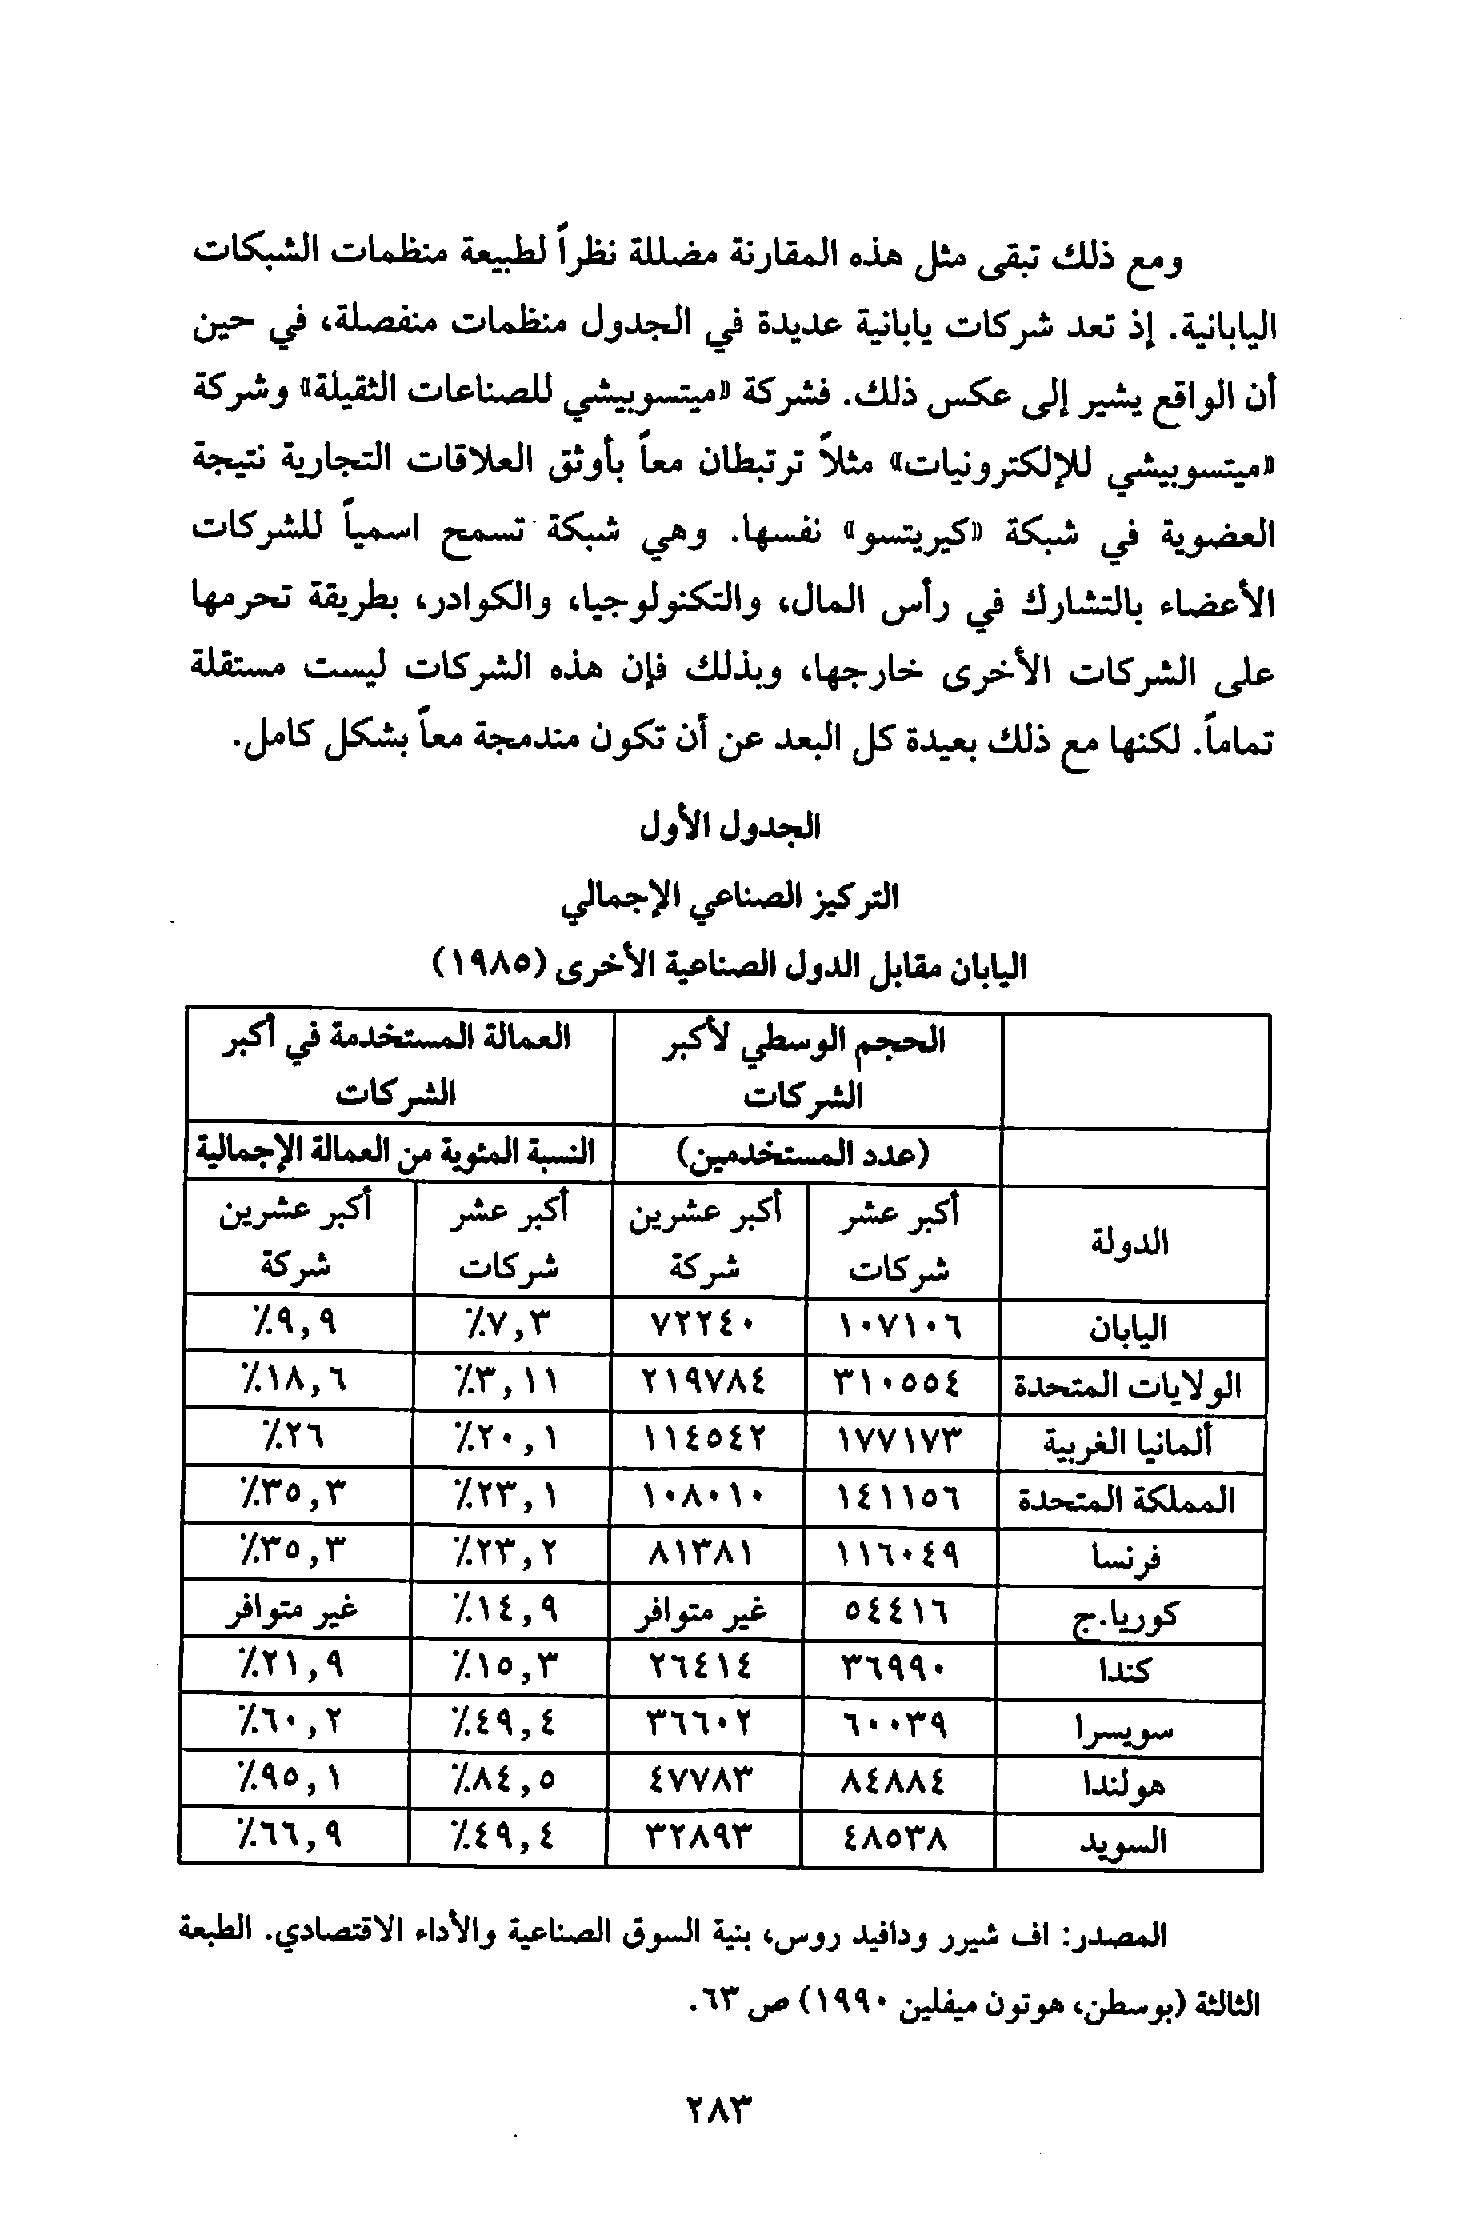 ومع ذلك تبقى مثل هذه المقارنة مضللة نظراً لطبيعة منظمات الشبكات
اليابانية. إذ تعد شركات يابانية عديدة في الجدول منظمات منفصلة، في حين
أن الواقع يشير إلى عكس ذلك. فشركة «ميتسوبيشي للصناعات الثقيلة» وشركة
«ميتسوبيشي للإلكترونيات» مثلاً ترتبطان معاً بأوثق العلاقات التجارية نتيجة
العضوية في شبكة «كيريتسو» نفسها. وهي شبكة تسمح اسمياً للشركات
الأعضاء بالتشارك في رأس المال، والتكنولوجيا، والكوادر، بطريقة تحرمها
على الشركات الأخرى خارجها، وبذلك فإن هذه الشركات ليست مستقلة
تماماً. لكنها مع ذلك بعيدة كل البعد عن أن تكون مندمجة معاً بشكل كامل.
الجدول الأول
التركيز الصناعي الإجمالي
اليابان مقابل الدول الصناعية الأخرى (١٩٨٥)
الحجم الوسطي لأكبر العمالة المستخدمة في أكبر
الشركات الشركات
(عدد المستخدمين) النسبة المئوية من العمالة الإجمالية
أكبر عشر أكبر عشرين أكبر عشر أكبر عشرين
الدولة
شركات شركة شركات شركة
اليابان ١٠٧١٠٦ ٧٢٢٤٠ ٧,٣٪ ٩,٩٪
الولايات المتحدة ٣١٠٥٥٤ ٢١٩٧٨٤ ٣,١١٪ ١٨,٦٪
ألمانيا الغربية ١٧٧١٧٣ ١١٤٥٤٢ ٢٠,١٪ ٢٦٪
المملكة المتحدة ١٤١١٥٦ ١٠٨٠١٠ ٢٣,١٪ ٣٥,٣٪
فرنسا ١١٦٠٤٩ ٨١٣٨١ ٢٣,٢٪ ٣٥,٣٪
كوريا.ج ٥٤٤١٦ غير متوافر ١٤,٩٪ غير متوافر
كندا ٣٦٩٩٠ ٢٦٤١٤ ١٥,٣٪ ٢١,٩٪
سويسرا ٦٠٠٣٩ ٣٦٦٠٢ ٤٩,٤٪ ٦٠,٢٪
هولندا ٨٤٨٨٤ ٤٧٧٨٣ ٨٤,٥٪ ٩٥,١٪
السويد ٤٨٥٣٨ ٣٢٨٩٣ ٤٩,٤٪ ٦٦,٩٪
المصدر: اف شيرر ودافيد روس، بنية السوق الصناعية والأداء الاقتصادي. الطبعة
الثالثة (بوسطن، هوتون ميفلين ١٩٩٠) ص ٦٣.
٢٨٣